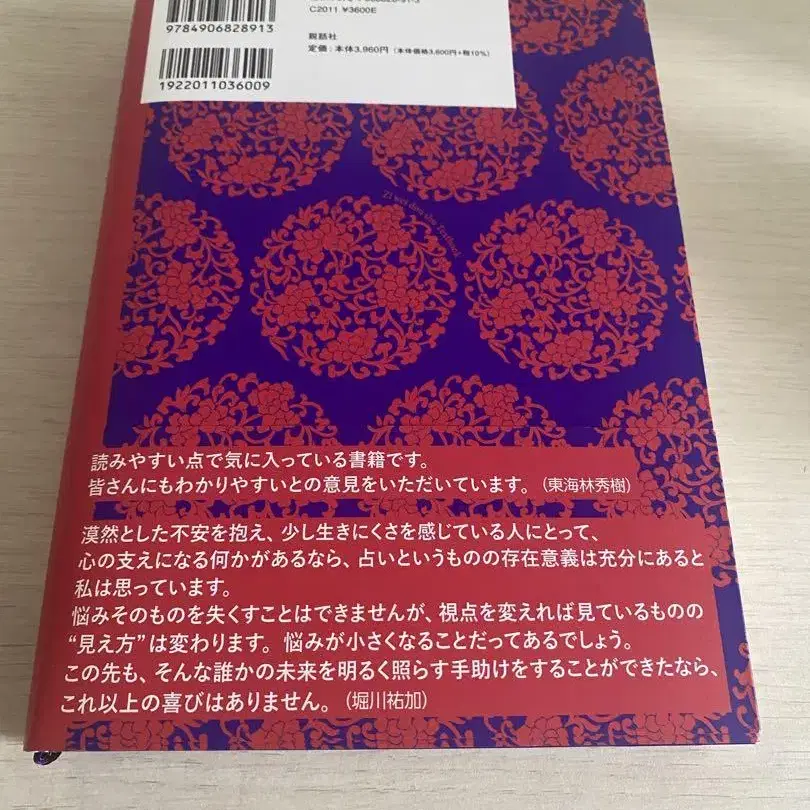 9784906828913
C2011 ¥3600E
説話社
定価：本体3,960円（本体価格3,600円+税10%）
1922011036009
Zi wei dou shu Textbook
読みやすい点で気に入っている書籍です。
皆さんにもわかりやすいとの意見をいただいています。（東海林秀樹）
漠然とした不安を抱え、少し生きにくさを感じている人にとって、
心の支えになる何かがあるなら、占いというものの存在意義は充分にあると
私は思っています。
悩みそのものを失くすことはできませんが、視点を変えれば見ているものの
“見え方”は変わります。悩みが小さくなることだってあるでしょう。
この先も、そんな誰かの未来を明るく照らす手助けをすることができたなら、
これ以上の喜びはありません。（堀川祐加）